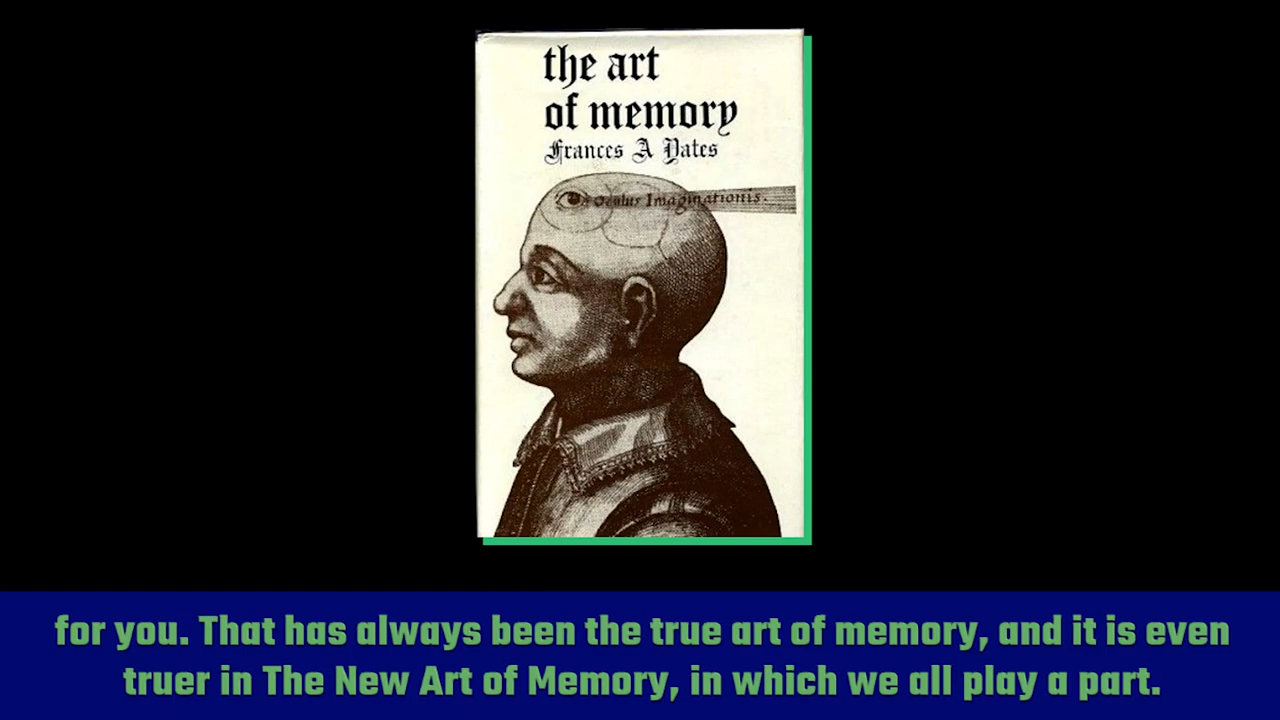 the art
of memory
Frances A Yates
Oculus Imaginationis.
for you. That has always been the true art of memory, and it is even
truer in The New Art of Memory, in which we all play a part.